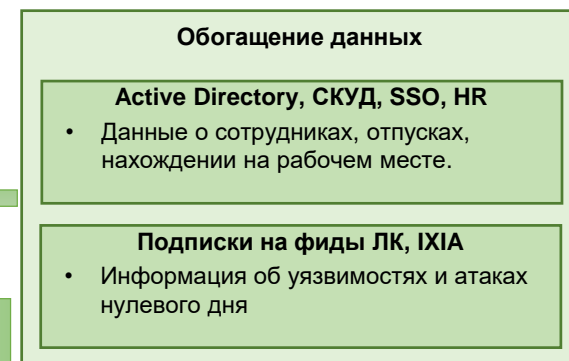 Обогащение данных
Active Directory, СКУД, SSO, HR
• Данные о сотрудниках, отпусках,
нахождении на рабочем месте.
Подписки на фиды ЛК, IXIA
• Информация об уязвимостях и атаках
нулевого дня